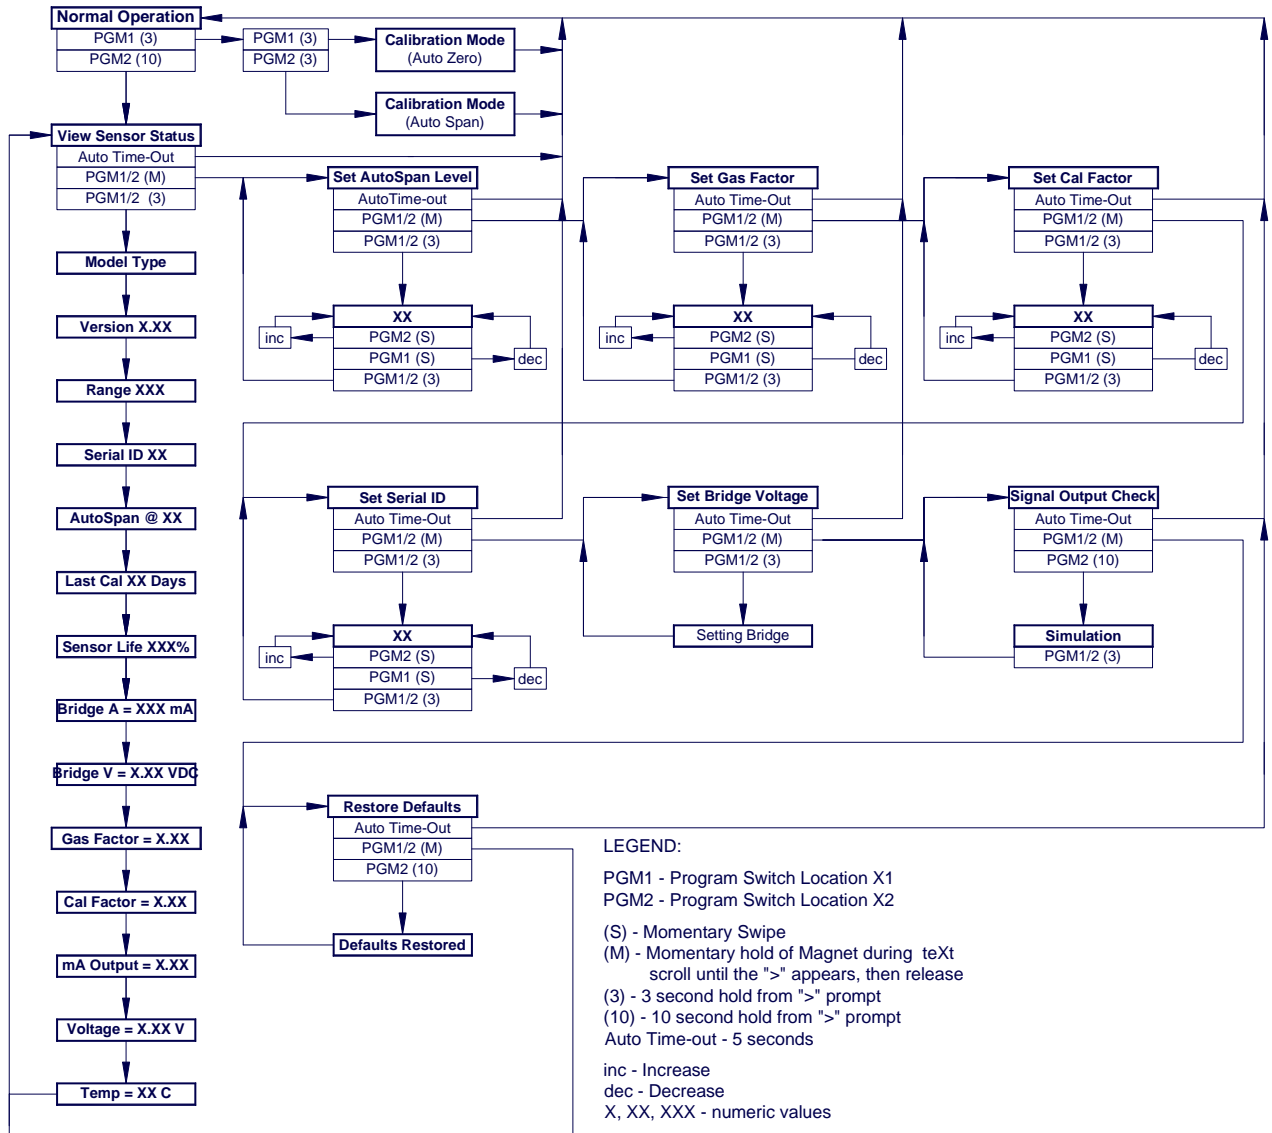 Normal Operation
PGM1 (3)
PGM2 (10)
PGM1 (3)
PGM2 (3)
Calibration Mode
(Auto Zero)
Calibration Mode
(Auto Span)
View Sensor Status
Auto Time-Out
PGM1/2 (M)
PGM1/2 (3)
Model Type
Version X.XX
Range XXX
Serial ID XX
AutoSpan @ XX
Last Cal XX Days
Sensor Life XXX%
Bridge A = XXX mA
Bridge V = X.XX VDC
Gas Factor = X.XX
Cal Factor = X.XX
mA Output = X.XX
Voltage = X.XX V
Temp = XX C
Set AutoSpan Level
AutoTime-out
PGM1/2 (M)
PGM1/2 (3)
XX
PGM2 (S)
PGM1 (S)
PGM1/2 (3)
inc
dec
Set Gas Factor
Auto Time-Out
PGM1/2 (M)
PGM1/2 (3)
XX
PGM2 (S)
PGM1 (S)
PGM1/2 (3)
inc
dec
Set Cal Factor
Auto Time-Out
PGM1/2 (M)
PGM1/2 (3)
XX
PGM2 (S)
PGM1 (S)
PGM1/2 (3)
inc
dec
Set Serial ID
Auto Time-Out
PGM1/2 (M)
PGM1/2 (3)
XX
PGM2 (S)
PGM1 (S)
PGM1/2 (3)
inc
dec
Set Bridge Voltage
Auto Time-Out
PGM1/2 (M)
PGM1/2 (3)
Setting Bridge
Signal Output Check
Auto Time-Out
PGM1/2 (M)
PGM2 (10)
Simulation
PGM1/2 (3)
Restore Defaults
Auto Time-Out
PGM1/2 (M)
PGM2 (10)
Defaults Restored
LEGEND:
PGM1 - Program Switch Location X1
PGM2 - Program Switch Location X2
(S) - Momentary Swipe
(M) - Momentary hold of Magnet during teXt
scroll until the ">" appears, then release
(3) - 3 second hold from ">" prompt
(10) - 10 second hold from ">" prompt
Auto Time-out - 5 seconds
inc - Increase
dec - Decrease
X, XX, XXX - numeric values